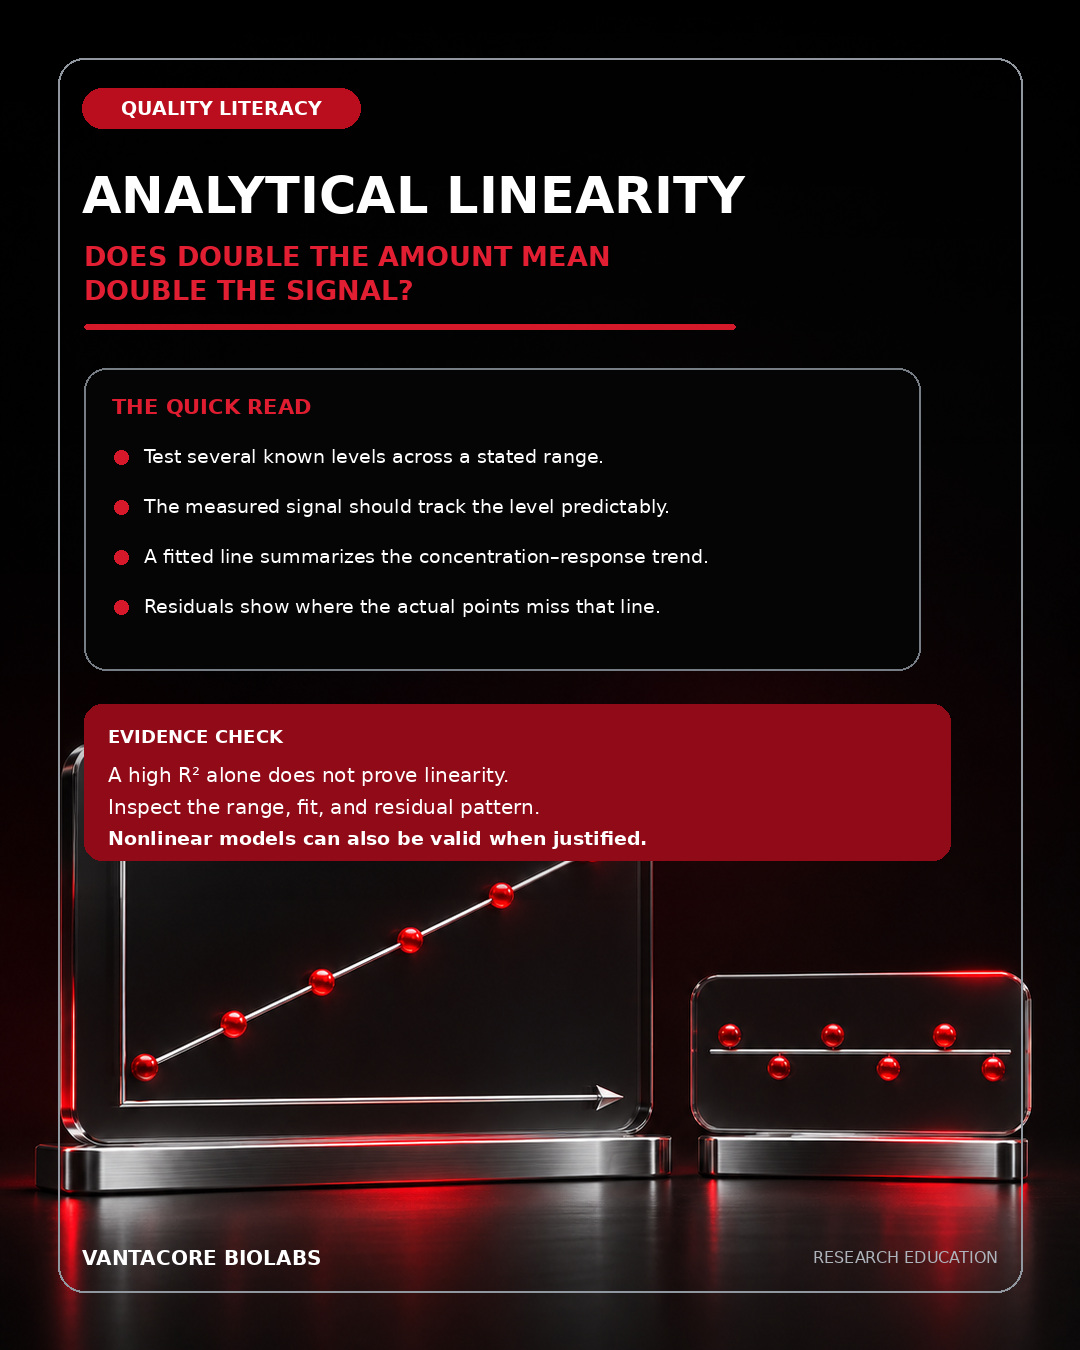 QUALITY LITERACY
ANALYTICAL LINEARITY
DOES DOUBLE THE AMOUNT MEAN
DOUBLE THE SIGNAL?
THE QUICK READ
Test several known levels across a stated range.
The measured signal should track the level predictably.
A fitted line summarizes the concentration–response trend.
Residuals show where the actual points miss that line.
EVIDENCE CHECK
A high R² alone does not prove linearity.
Inspect the range, fit, and residual pattern.
Nonlinear models can also be valid when justified.
VANTACORE BIOLABS
RESEARCH EDUCATION